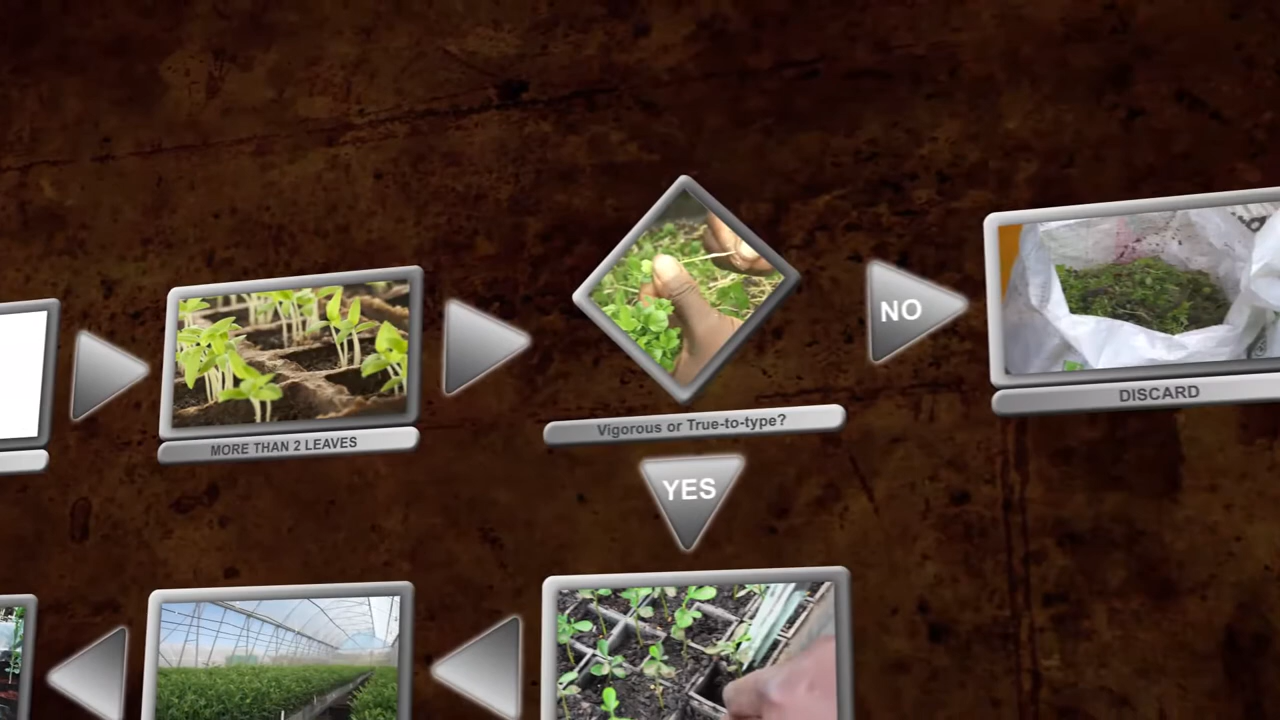 NO
DISCARD
Vigorous or True-to-type?
MORE THAN 2 LEAVES
YES